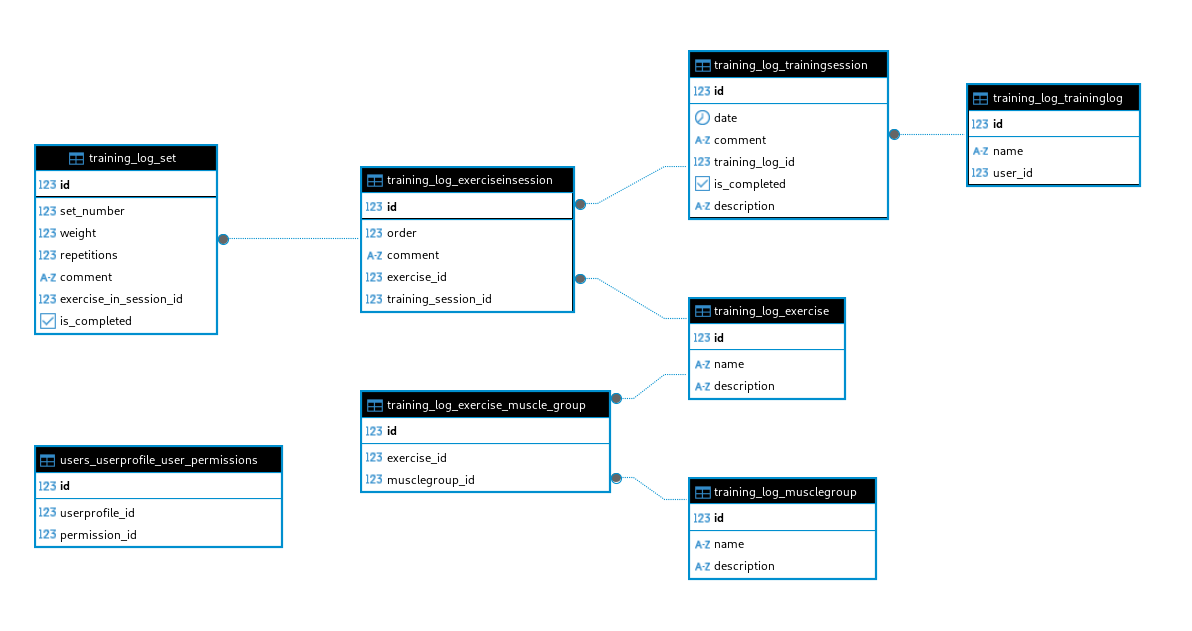 training_log_set
123 id
123 set_number
123 weight
123 repetitions
A-Z comment
123 exercise_in_session_id
is_completed
training_log_exerciseinsession
123 id
123 order
A-Z comment
123 exercise_id
123 training_session_id
training_log_trainingsession
123 id
date
A-Z comment
123 training_log_id
is_completed
A-Z description
training_log_traininglog
123 id
A-Z name
123 user_id
training_log_exercise
123 id
A-Z name
A-Z description
training_log_exercise_muscle_group
123 id
123 exercise_id
123 musclegroup_id
users_userprofile_user_permissions
123 id
123 userprofile_id
123 permission_id
training_log_musclegroup
123 id
A-Z name
A-Z description